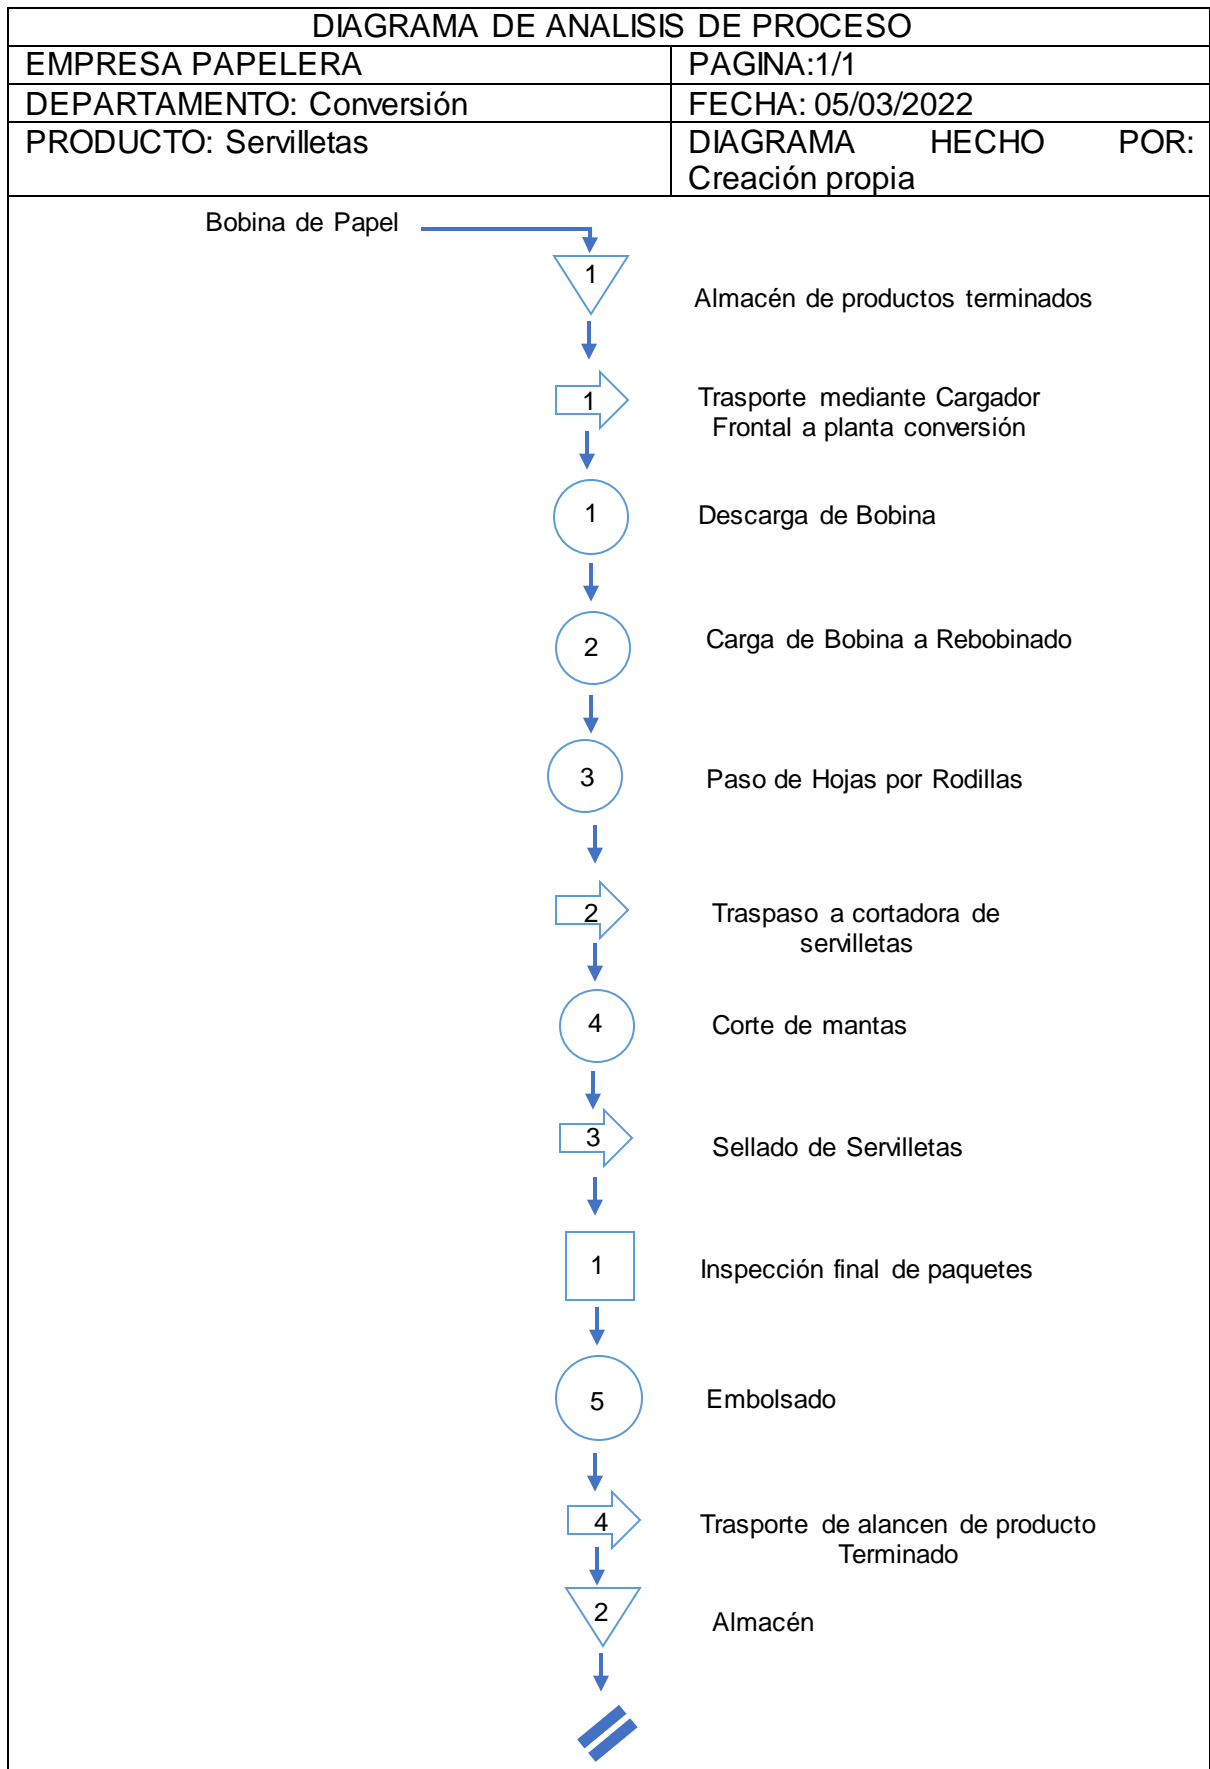 DIAGRAMA DE ANALISIS DE PROCESO
EMPRESA PAPELERA
PAGINA:1/1
DEPARTAMENTO: Conversión
FECHA: 05/03/2022
PRODUCTO: Servilletas
DIAGRAMA HECHO POR:
Creación propia
Bobina de Papel
1
Almacén de productos terminados
1
Trasporte mediante Cargador
Frontal a planta conversión
1
Descarga de Bobina
2
Carga de Bobina a Rebobinado
3
Paso de Hojas por Rodillas
2
Traspaso a cortadora de
servilletas
4
Corte de mantas
3
Sellado de Servilletas
1
Inspección final de paquetes
5
Embolsado
4
Trasporte de alancen de producto
Terminado
2
Almacén